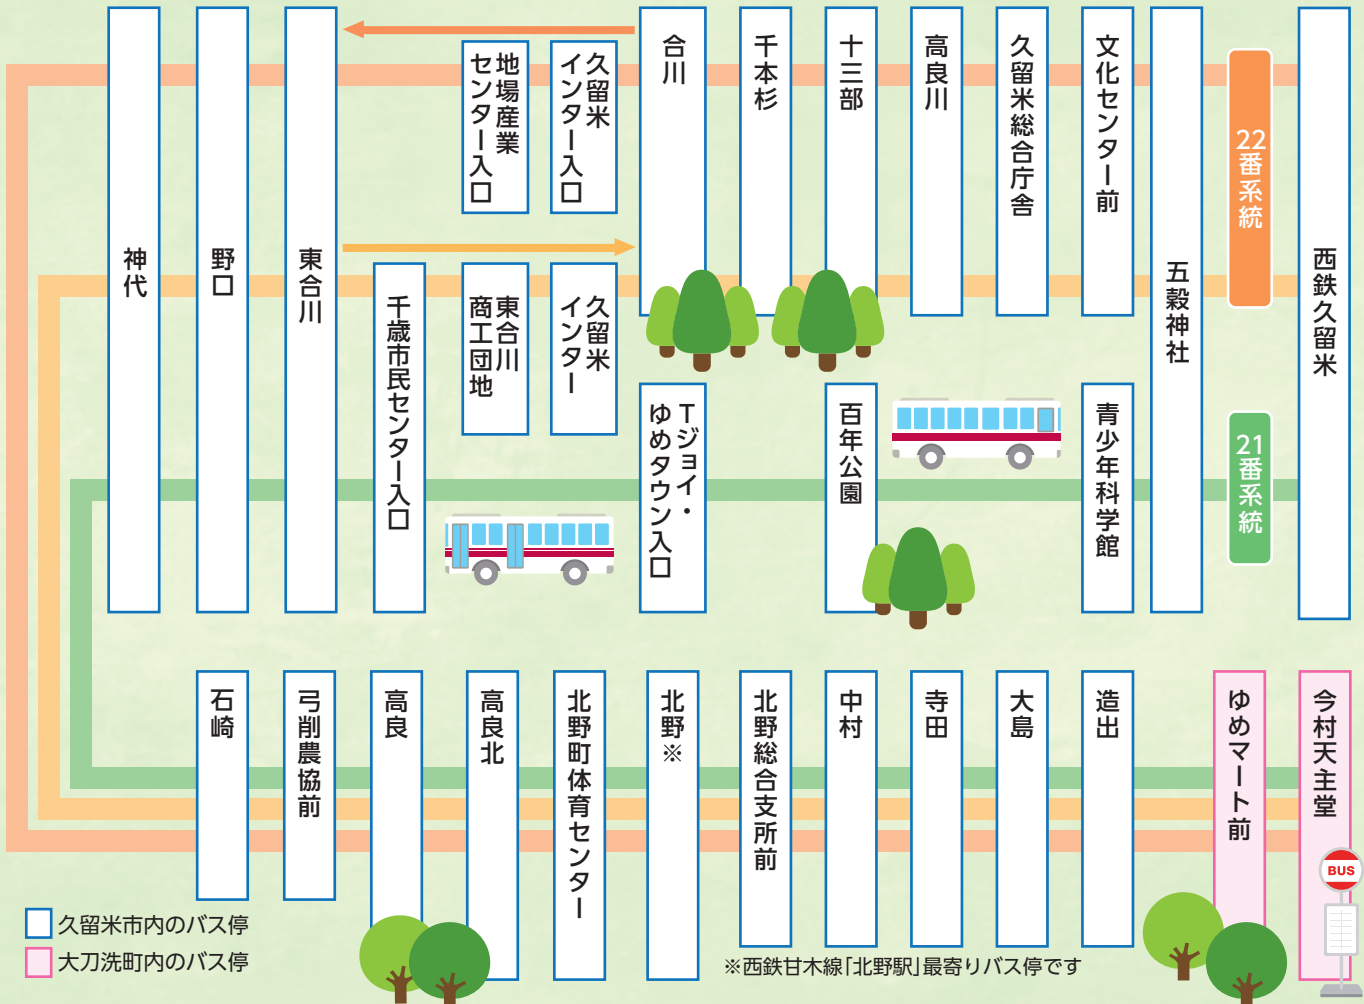 神代
野口
東合川
地場産業
センター入口
久留米
インター入口
合川
千本杉
十三部
高良川
久留米総合庁舎
文化センター前
五穀神社
22番系統
西鉄久留米
千歳市民センター入口
東合川
商工団地
久留米
インター
Tジョイ・
ゆめタウン入口
百年公園
青少年科学館
21番系統
石崎
弓削農協前
高良
高良北
北野町体育センター
北野※
北野総合支所前
中村
寺田
大島
造出
ゆめマート前
今村天主堂
BUS
久留米市内のバス停
大刀洗町内のバス停
※西鉄甘木線「北野駅」最寄りバス停です